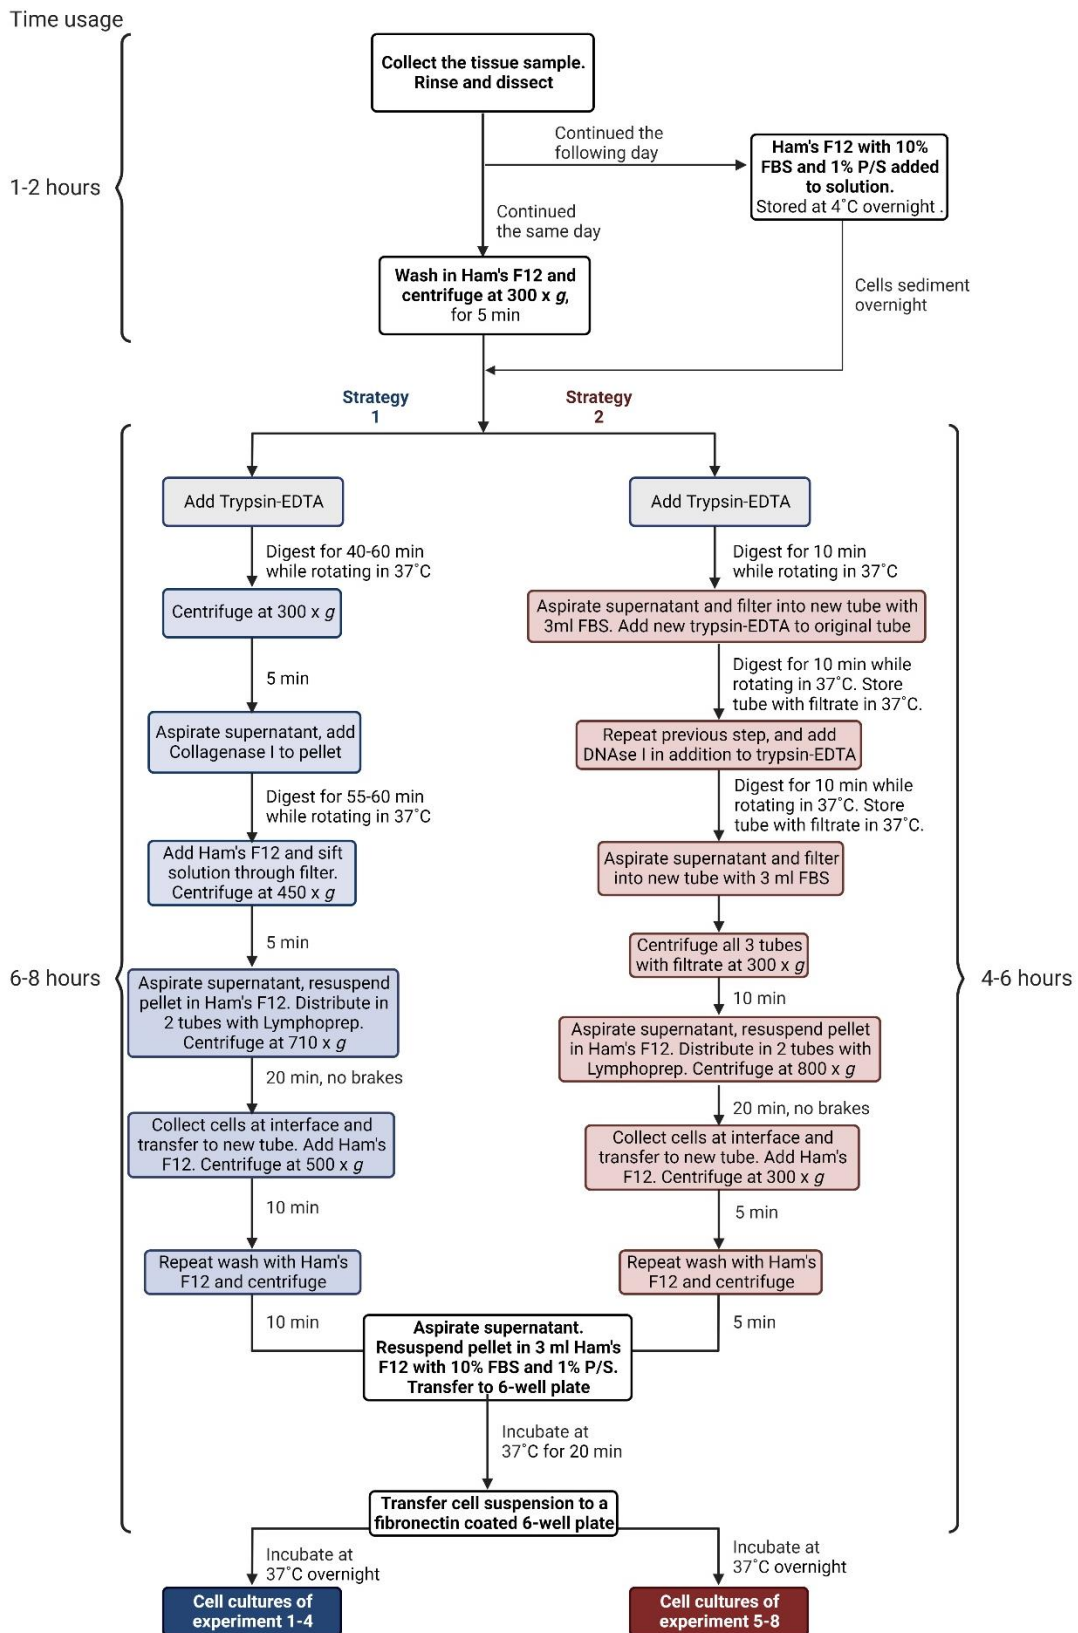 Time usage
Collect the tissue sample.
Rinse and dissect
1-2 hours
Continued the
following day
Ham's F12 with 10%
FBS and 1% P/S added
to solution.
Stored at 4˚C overnight .
Continued
the same day
Wash in Ham's F12 and
centrifuge at 300 x g,
for 5 min
Cells sediment
overnight
Strategy
1
Strategy
2
6-8 hours
Add Trypsin-EDTA
Digest for 40-60 min
while rotating in 37˚C
Centrifuge at 300 x g
5 min
Aspirate supernatant, add
Collagenase I to pellet
Digest for 55-60 min
while rotating in 37˚C
Add Ham's F12 and sift
solution through filter.
Centrifuge at 450 x g
5 min
Aspirate supernatant, resuspend
pellet in Ham's F12. Distribute in
2 tubes with Lymphoprep.
Centrifuge at 710 x g
20 min, no brakes
Collect cells at interface and
transfer to new tube. Add Ham's
F12. Centrifuge at 500 x g
10 min
Repeat wash with Ham's
F12 and centrifuge
10 min
Add Trypsin-EDTA
Digest for 10 min
while rotating in 37˚C
Aspirate supernatant and filter into new tube with
3ml FBS. Add new trypsin-EDTA to original tube
Digest for 10 min while
rotating in 37˚C. Store
tube with filtrate in 37˚C.
Repeat previous step, and add
DNAse I in addition to trypsin-EDTA
Digest for 10 min while
rotating in 37˚C. Store
tube with filtrate in 37˚C.
Aspirate supernatant and filter
into new tube with 3 ml FBS
Centrifuge all 3 tubes
with filtrate at 300 x g
10 min
Aspirate supernatant, resuspend pellet
in Ham's F12. Distribute in 2 tubes with
Lymphoprep. Centrifuge at 800 x g
20 min, no brakes
Collect cells at interface and
transfer to new tube. Add Ham's
F12. Centrifuge at 300 x g
5 min
Repeat wash with Ham's
F12 and centrifuge
5 min
4-6 hours
Aspirate supernatant.
Resuspend pellet in 3 ml Ham's
F12 with 10% FBS and 1% P/S.
Transfer to 6-well plate
Incubate at
37˚C for 20 min
Transfer cell suspension to a
fibronectin coated 6-well plate
Incubate at
37˚C overnight
Incubate at
37˚C overnight
Cell cultures of
experiment 1-4
Cell cultures of
experiment 5-8